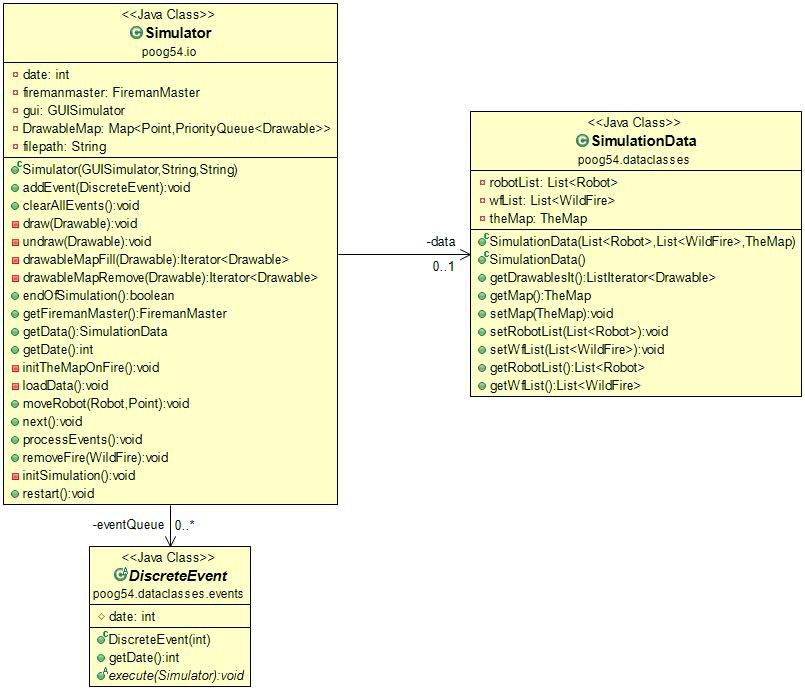 <<Java Class>>
Simulator
poog54.io
date: int
firemanmaster: FiremanMaster
gui: GUISimulator
DrawableMap: Map<Point,PriorityQueue<Drawable>>
filepath: String
Simulator(GUISimulator,String,String)
addEvent(DiscreteEvent):void
clearAllEvents():void
draw(Drawable):void
undraw(Drawable):void
drawableMapFill(Drawable):Iterator<Drawable>
drawableMapRemove(Drawable):Iterator<Drawable>
endOfSimulation():boolean
getFiremanMaster():FiremanMaster
getData():SimulationData
getDate():int
initTheMapOnFire():void
loadData():void
moveRobot(Robot,Point):void
next():void
processEvents():void
removeFire(WildFire):void
initSimulation():void
restart():void
-data
0..1
<<Java Class>>
SimulationData
poog54.dataclasses
robotList: List<Robot>
wfList: List<WildFire>
theMap: TheMap
SimulationData(List<Robot>,List<WildFire>,TheMap)
SimulationData()
getDrawablesIt():ListIterator<Drawable>
getMap():TheMap
setMap(TheMap):void
setRobotList(List<Robot>):void
setWfList(List<WildFire>):void
getRobotList():List<Robot>
getWfList():List<WildFire>
-eventQueue 0..*
<<Java Class>>
DiscreteEvent
poog54.dataclasses.events
date: int
DiscreteEvent(int)
getDate():int
execute(Simulator):void